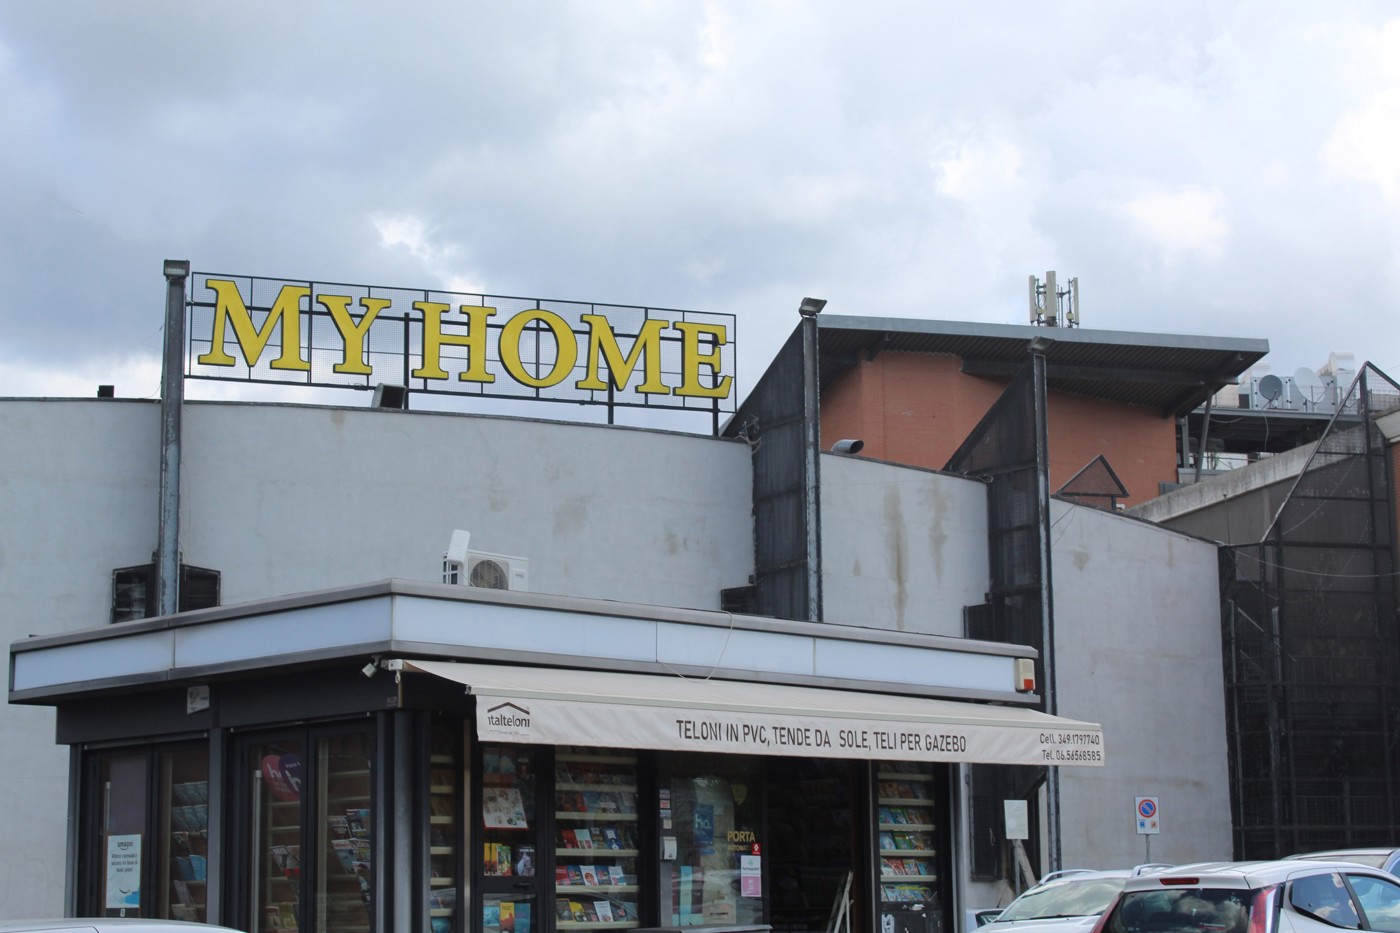 MY HOME
italteloni
TELONI IN PVC, TENDE DA SOLE, TELI PER GAZEBO
Cell. 349.1797740
Tel. 06.56568585
amazon
PORTA